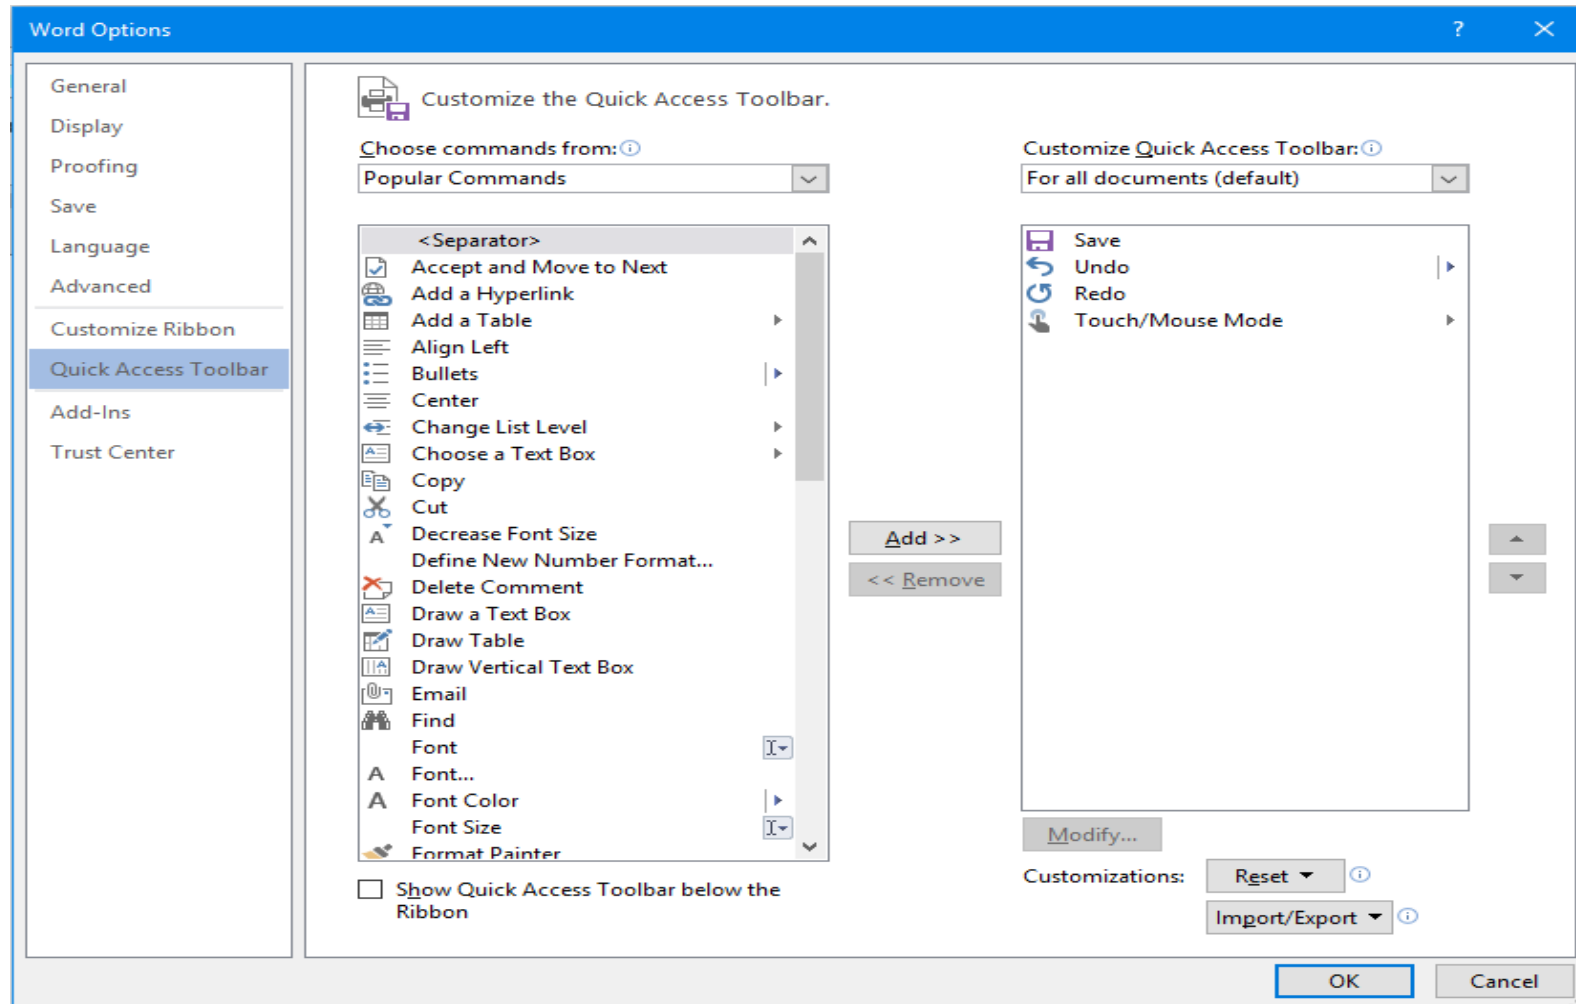 Word Options
?
General
Display
Proofing
Save
Language
Advanced
Customize Ribbon
Quick Access Toolbar
Add-Ins
Trust Center
Customize the Quick Access Toolbar.
Choose commands from:
Popular Commands
<Separator>
Accept and Move to Next
Add a Hyperlink
Add a Table
Align Left
Bullets
Center
Change List Level
Choose a Text Box
Copy
Cut
Decrease Font Size
Define New Number Format...
Delete Comment
Draw a Text Box
Draw Table
Draw Vertical Text Box
Email
Find
Font
Font...
Font Color
Font Size
Format Painter
Show Quick Access Toolbar below the
Ribbon
Add >>
<< Remove
Customize Quick Access Toolbar:
For all documents (default)
Save
Undo
Redo
Touch/Mouse Mode
Modify...
Customizations:
Reset
Import/Export
OK
Cancel